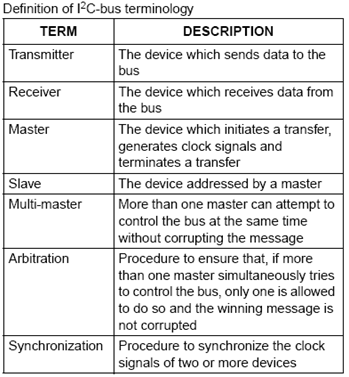 Definition of I²C-bus terminology
TERM DESCRIPTION
Transmitter The device which sends data to the
bus
Receiver The device which receives data from
the bus
Master The device which initiates a transfer,
generates clock signals and
terminates a transfer
Slave The device addressed by a master
Multi-master More than one master can attempt to
control the bus at the same time
without corrupting the message
Arbitration Procedure to ensure that, if more
than one master simultaneously tries
to control the bus, only one is allowed
to do so and the winning message is
not corrupted
Synchronization Procedure to synchronize the clock
signals of two or more devices